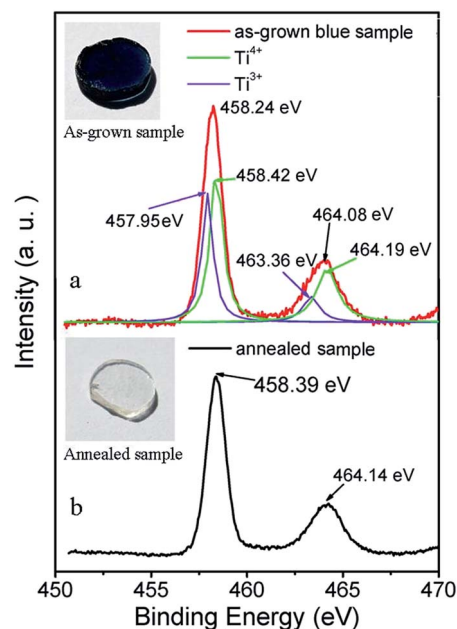 as-grown blue sample
Ti4+
Ti3+
458.24 eV
As-grown sample
458.42 eV
457.95eV
464.08 eV
464.19 eV
463.36 eV
a
Intensity (a. u. )
annealed sample
458.39 eV
Annealed sample
464.14 eV
b
450 455 460 465 470
Binding Energy (eV)